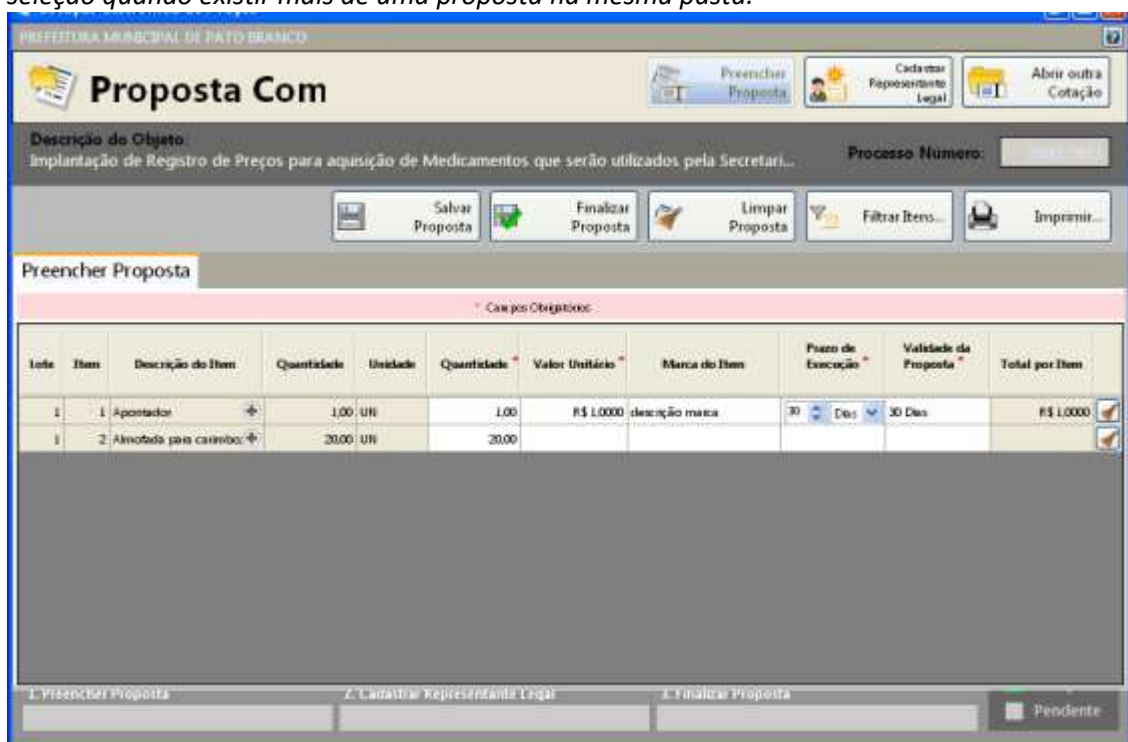 seleção quando existir mais de uma proposta na mesma pasta.
PREFEITURA MUNICIPAL DE PATO BRANCO
Proposta Com
Preencher Proposta
Cadastrar Representante Legal
Abrir outra Cotação
Descrição do Objeto:
Implantação de Registro de Preços para aquisição de Medicamentos que serão utilizados pela Secretari...
Processo Número:
Salvar Proposta
Finalizar Proposta
Limpar Proposta
Filtrar Itens...
Imprimir...
Preencher Proposta
* Campos Obrigatórios
Lote Item Descrição do Item Quantidade Unidade Quantidade * Valor Unitário * Marca do Item Prazo de Execução * Validade da Proposta * Total por Item
1 1 Apontador + 1,00 UN 1,00 R$ 1,0000 descrição marca 30 Dias 30 Dias R$ 1,0000
1 2 Almofada para carimbo; + 20,00 UN 20,00
1. Preencher Proposta 2. Cadastrar Representante Legal 3. Finalizar Proposta
Pendente